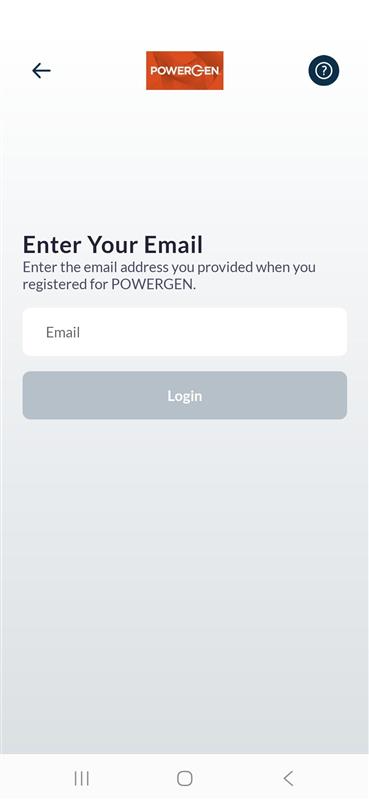 POWERGEN
?
Enter Your Email
Enter the email address you provided when you
registered for POWERGEN.
Email
Login